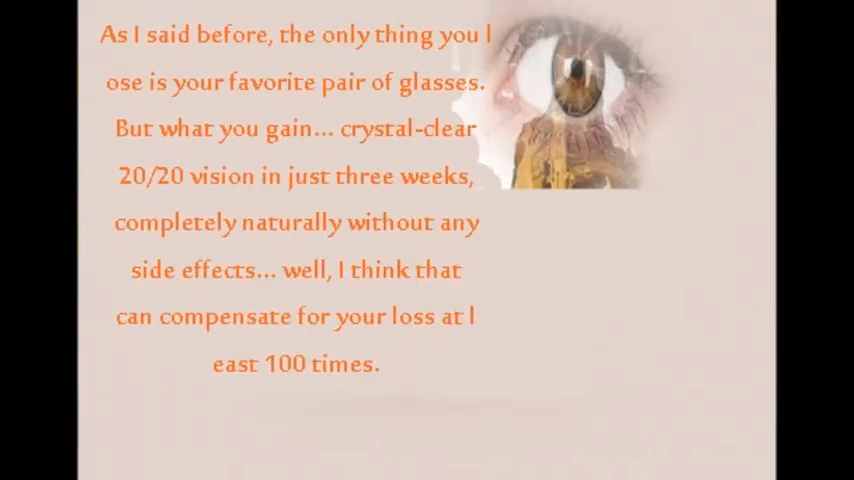 As I said before, the only thing you l
ose is your favorite pair of glasses.
But what you gain... crystal-clear
20/20 vision in just three weeks,
completely naturally without any
side effects... well, I think that
can compensate for your loss at l
east 100 times.